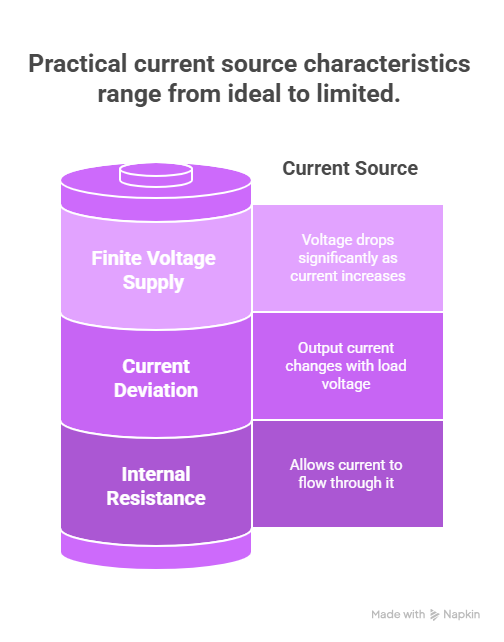 Practical current source characteristics
range from ideal to limited.
Current Source
Finite Voltage
Supply
Voltage drops
significantly as
current increases
Current
Deviation
Output current
changes with load
voltage
Internal
Resistance
Allows current to
flow through it
Made with Napkin